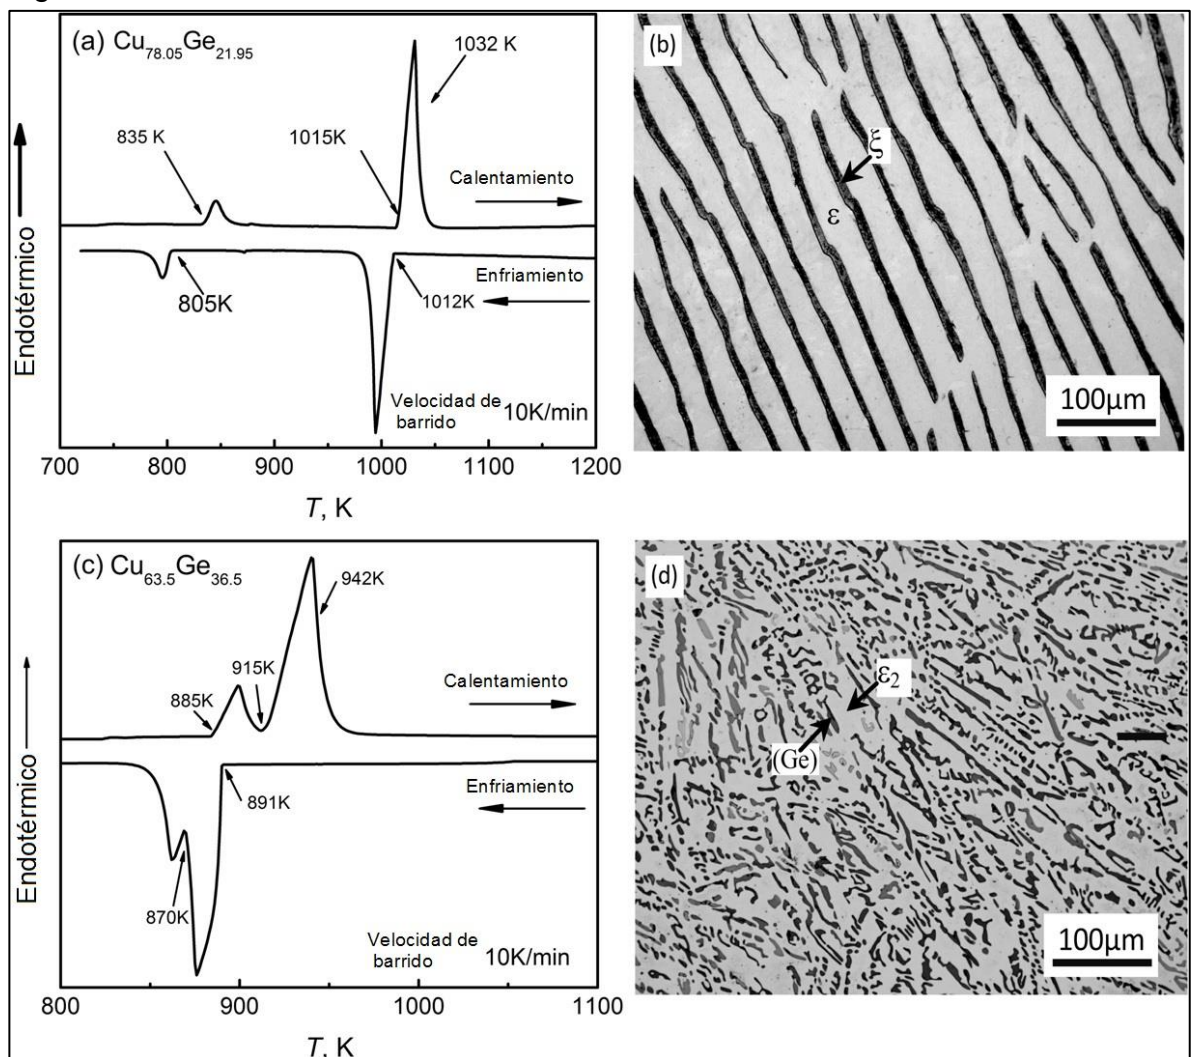 (a) Cu78.05Ge21.95
1032 K
835 K
1015K
Calentamiento
Enfriamiento
805K
1012K
Velocidad de
barrido 10K/min
Endotérmico
700 800 900 1000 1100 1200
T, K
(b)
ξ
ε
100μm
(c) Cu63.5Ge36.5
942K
915K
885K
Calentamiento
Enfriamiento
891K
870K
Velocidad de
barrido 10K/min
Endotérmico
800 900 1000 1100
T, K
(d)
ε2
(Ge)
100μm